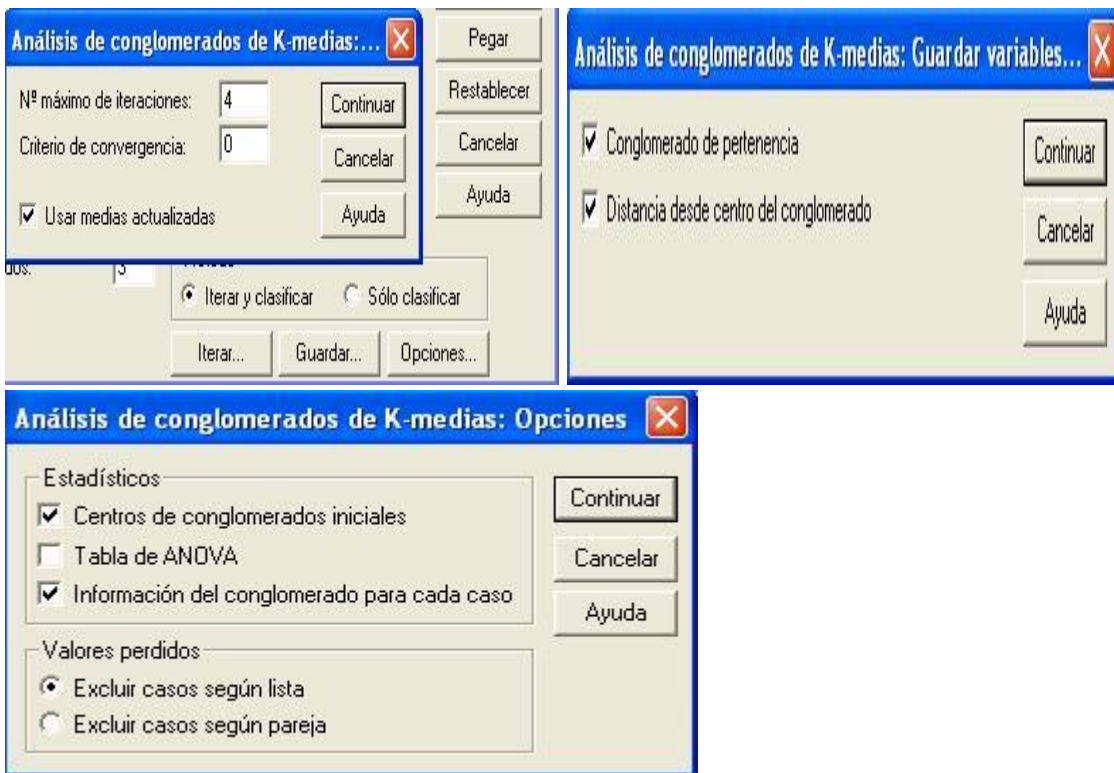 Análisis de conglomerados de K-medias:...
Nº máximo de iteraciones: 4
Criterio de convergencia: 0
Usar medias actualizadas
Continuar
Cancelar
Ayuda
Pegar
Restablecer
Cancelar
Ayuda
dos: 3
Iterar y clasificar Sólo clasificar
Iterar... Guardar... Opciones...
Análisis de conglomerados de K-medias: Guardar variables...
Conglomerado de pertenencia
Distancia desde centro del conglomerado
Continuar
Cancelar
Ayuda
Análisis de conglomerados de K-medias: Opciones
Estadísticos
Centros de conglomerados iniciales
Tabla de ANOVA
Información del conglomerado para cada caso
Valores perdidos
Excluir casos según lista
Excluir casos según pareja
Continuar
Cancelar
Ayuda